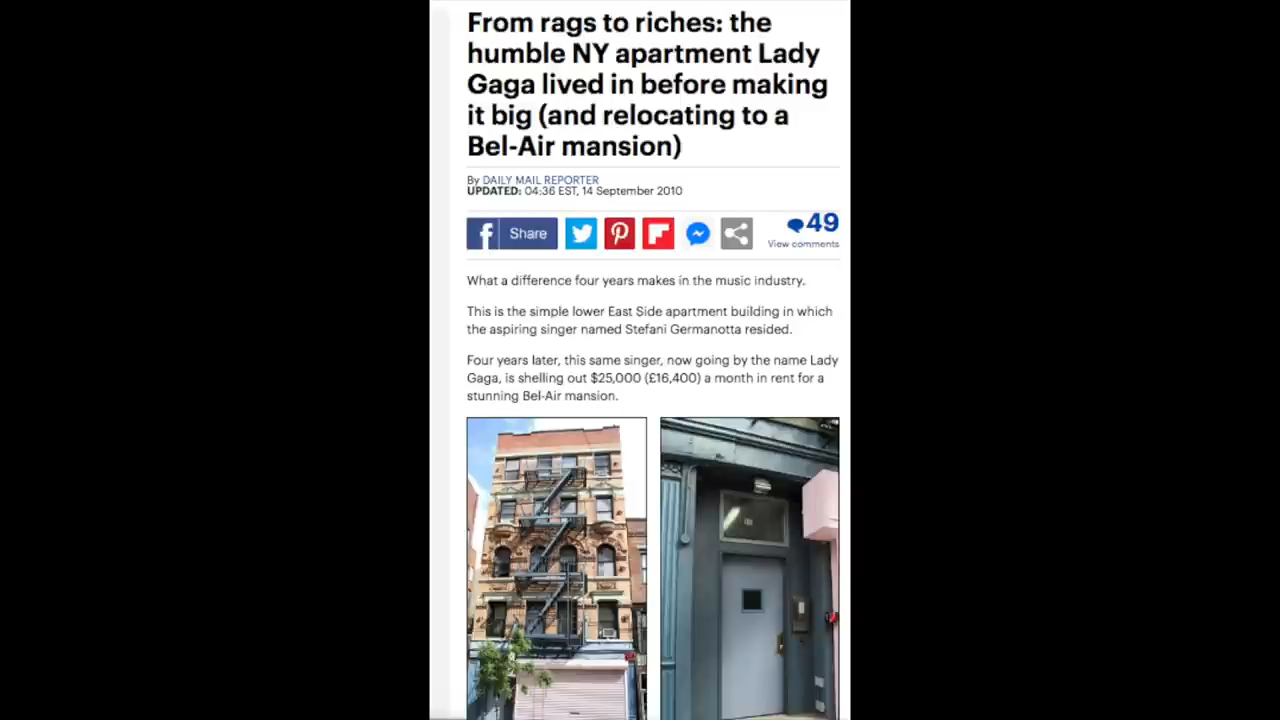 From rags to riches: the
humble NY apartment Lady
Gaga lived in before making
it big (and relocating to a
Bel-Air mansion)
By DAILY MAIL REPORTER
UPDATED: 04:36 EST, 14 September 2010
Share
49
View comments
What a difference four years makes in the music industry.
This is the simple lower East Side apartment building in which
the aspiring singer named Stefani Germanotta resided.
Four years later, this same singer, now going by the name Lady
Gaga, is shelling out $25,000 (£16,400) a month in rent for a
stunning Bel-Air mansion.